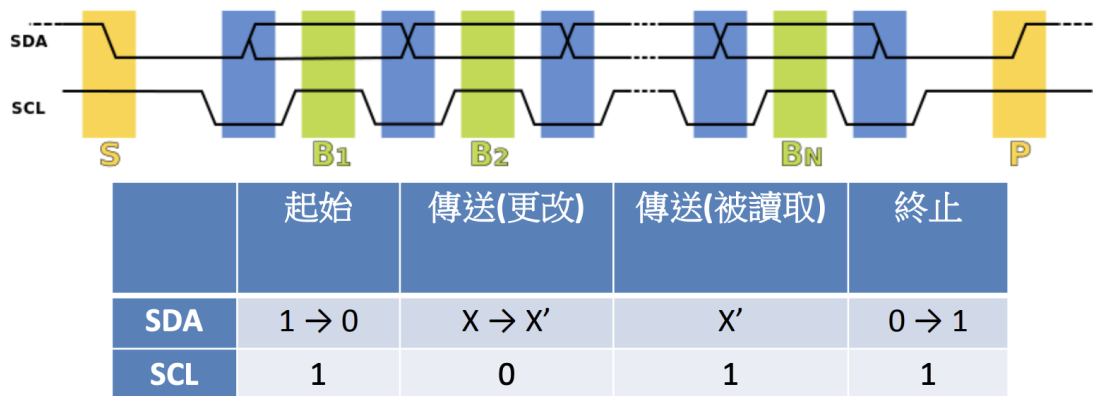 SDA
SCL
S B1 B2 BN P
起始 傳送(更改) 傳送(被讀取) 終止
SDA 1 → 0 X → X’ X’ 0 → 1
SCL 1 0 1 1